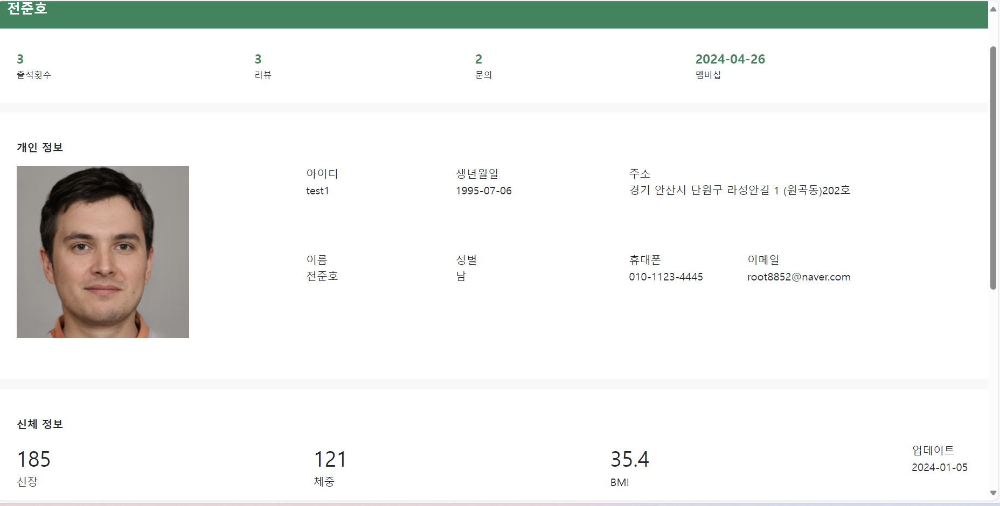 전준호
3
출석횟수
3
리뷰
2
문의
2024-04-26
멤버십
개인 정보
아이디
test1
생년월일
1995-07-06
주소
경기 안산시 단원구 라성안길 1 (원곡동)202호
이름
전준호
성별
남
휴대폰
010-1123-4445
이메일
root8852@naver.com
신체 정보
185
신장
121
체중
35.4
BMI
업데이트
2024-01-05